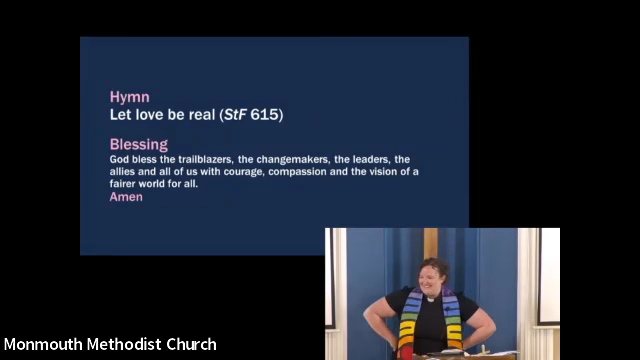 Hymn
Let love be real (StF 615)
Blessing
God bless the trailblazers, the changemakers, the leaders, the
allies and all of us with courage, compassion and the vision of a
fairer world for all.
Amen
Monmouth Methodist Church